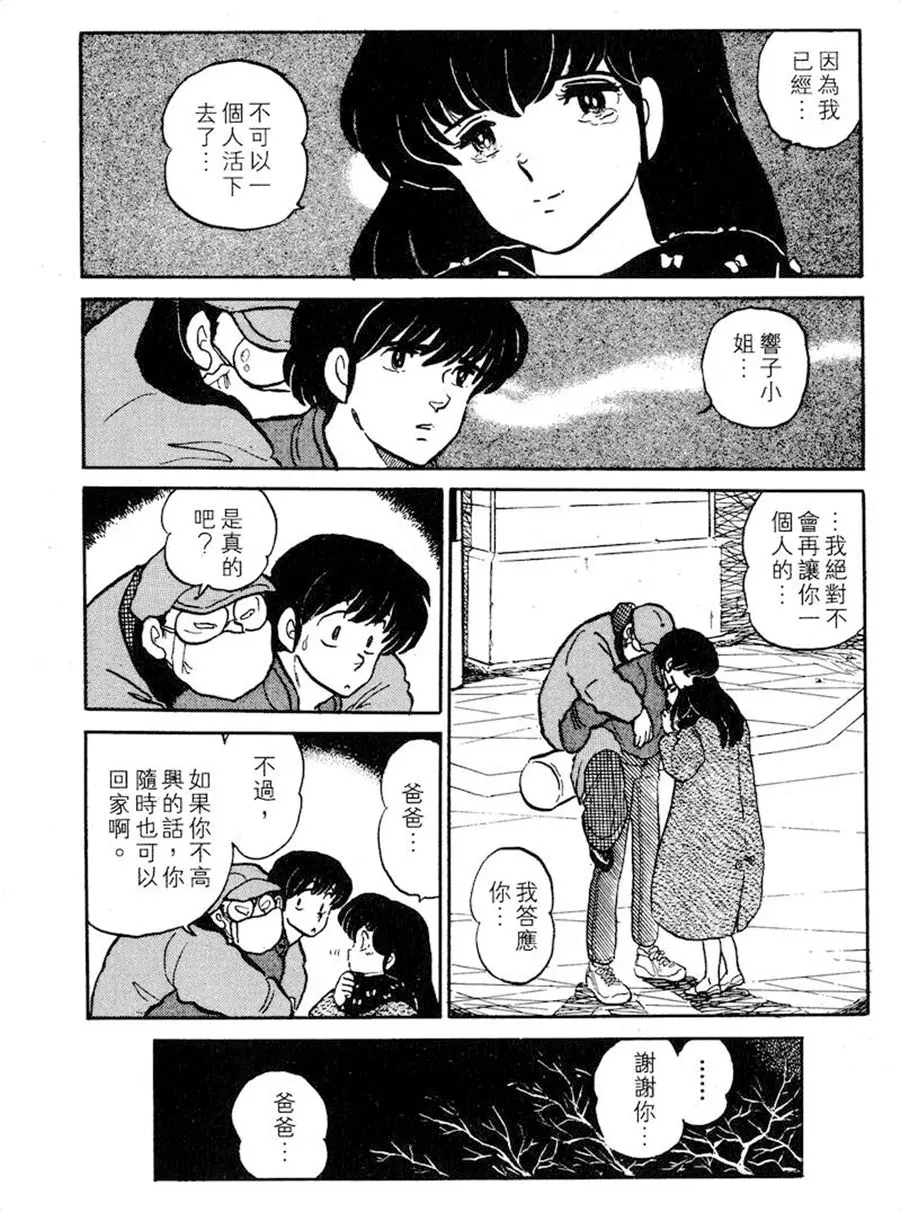 因為我
已經…
不可以一
個人活下
去了…
響子小
姐…
…我絕對不
會再讓你一
個人的…
我答應
你…
是真的
吧？
爸爸…
不過，
如果你不高
興的話，你
隨時也可以
回家啊。
……
謝謝你…
爸爸…